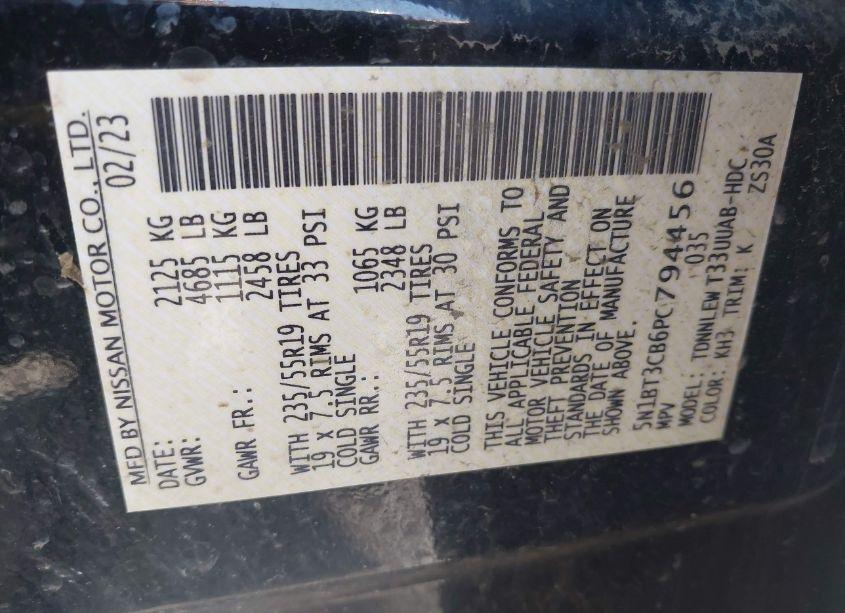 MFD BY NISSAN MOTOR CO., LTD.
DATE: 02/23
GVWR: 2125 KG
4685 LB
GAWR FR.: 1115 KG
2458 LB
WITH 235/55R19 TIRES
19 x 7.5 RIMS AT 33 PSI
COLD SINGLE
GAWR RR.: 1065 KG
2348 LB
WITH 235/55R19 TIRES
19 x 7.5 RIMS AT 30 PSI
COLD SINGLE
THIS VEHICLE CONFORMS TO
ALL APPLICABLE FEDERAL
MOTOR VEHICLE SAFETY AND
THEFT PREVENTION
STANDARDS IN EFFECT ON
THE DATE OF MANUFACTURE
SHOWN ABOVE.
5N1BT3CB6PC794456
MPV 035
MODEL: TDNNLEW T33UUAB-HDC
COLOR: KH3 TRIM: K ZS30A